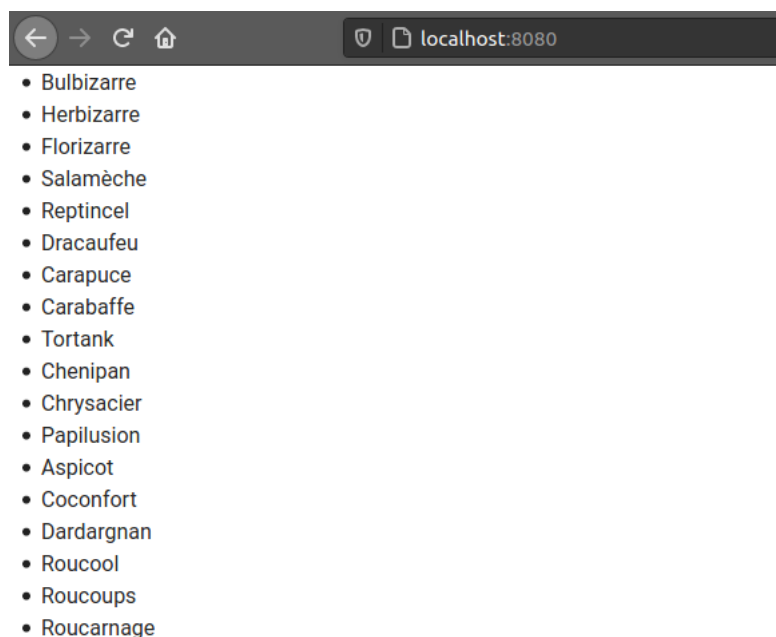 localhost:8080
Bulbizarre
Herbizarre
Florizarre
Salamèche
Reptincel
Dracaufeu
Carapuce
Carabaffe
Tortank
Chenipan
Chrysacier
Papilusion
Aspicot
Coconfort
Dardargnan
Roucool
Roucoups
Roucarnage